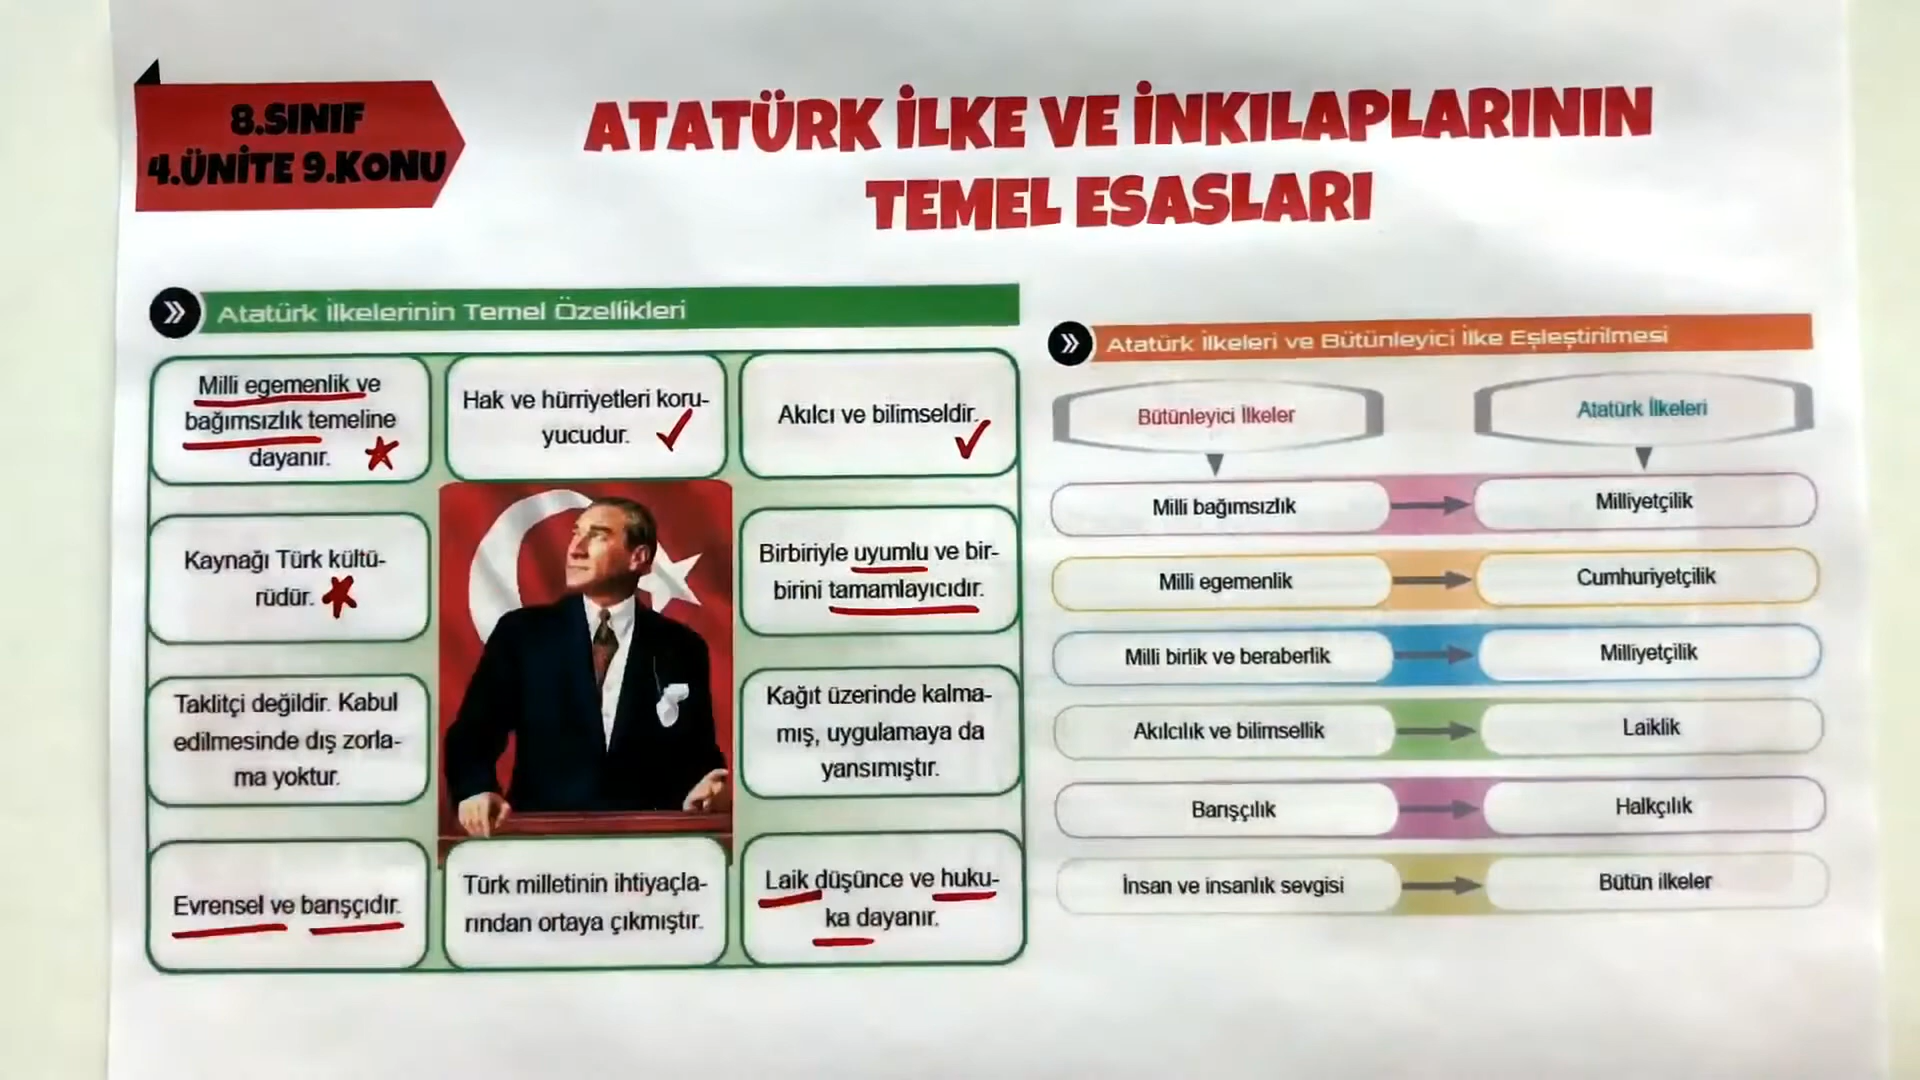 8.SINIF
4.ÜNİTE 9.KONU
ATATÜRK İLKE VE İNKILAPLARININ
TEMEL ESASLARI
Atatürk İlkelerinin Temel Özellikleri
Milli egemenlik ve
bağımsızlık temeline
dayanır.
Hak ve hürriyetleri koru-
yucudur.
Akılcı ve bilimseldir.
Kaynağı Türk kültü-
rüdür.
Birbiriyle uyumlu ve bir-
birini tamamlayıcıdır.
Taklitçi değildir. Kabul
edilmesinde dış zorla-
ma yoktur.
Kağıt üzerinde kalma-
mış, uygulamaya da
yansımıştır.
Evrensel ve barışçıdır.
Türk milletinin ihtiyaçla-
rından ortaya çıkmıştır.
Laik düşünce ve huku-
ka dayanır.
Atatürk İlkeleri ve Bütünleyici İlke Eşleştirilmesi
Bütünleyici İlkeler
Atatürk İlkeleri
Milli bağımsızlık
Milliyetçilik
Milli egemenlik
Cumhuriyetçilik
Milli birlik ve beraberlik
Milliyetçilik
Akılcılık ve bilimsellik
Laiklik
Barışçılık
Halkçılık
İnsan ve insanlık sevgisi
Bütün ilkeler